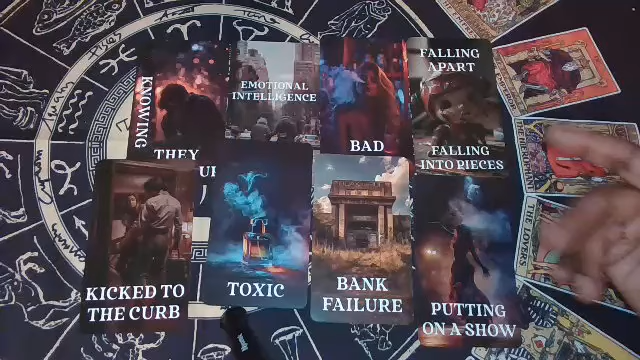 KNOWING
THEY
EMOTIONAL
INTELLIGENCE
BAD
FALLING
APART
FALLING
INTO PIECES
KICKED TO
THE CURB
TOXIC
BANK
FAILURE
PUTTING
ON A SHOW
THE LOVERS